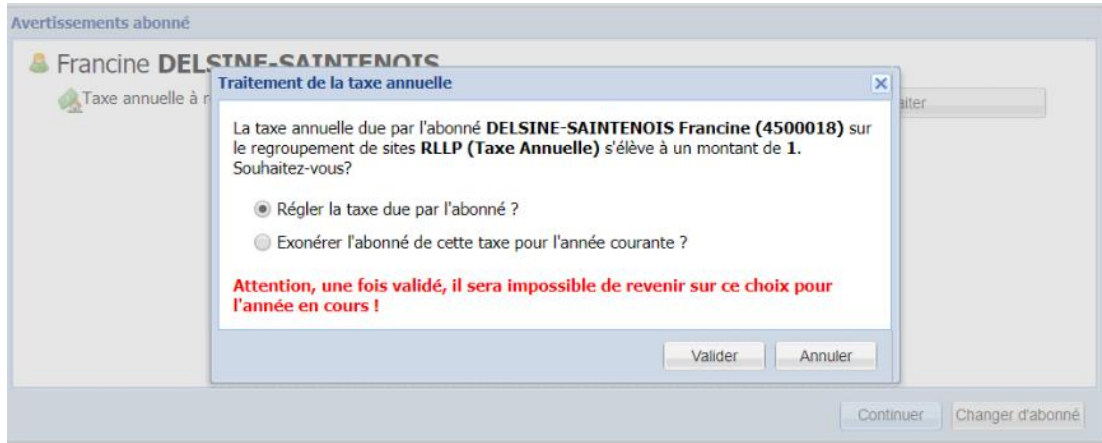 Avertissements abonné
Francine DELSINE-SAINTENOIS
Traitement de la taxe annuelle
Taxe annuelle à
La taxe annuelle due par l'abonné DELSINE-SAINTENOIS Francine (4500018) sur
le regroupement de sites RLLP (Taxe Annuelle) s'élève à un montant de 1.
Souhaitez-vous?
Régler la taxe due par l'abonné ?
Exonérer l'abonné de cette taxe pour l'année courante ?
Attention, une fois validé, il sera impossible de revenir sur ce choix pour
l'année en cours !
Valider Annuler
Continuer Changer d'abonné